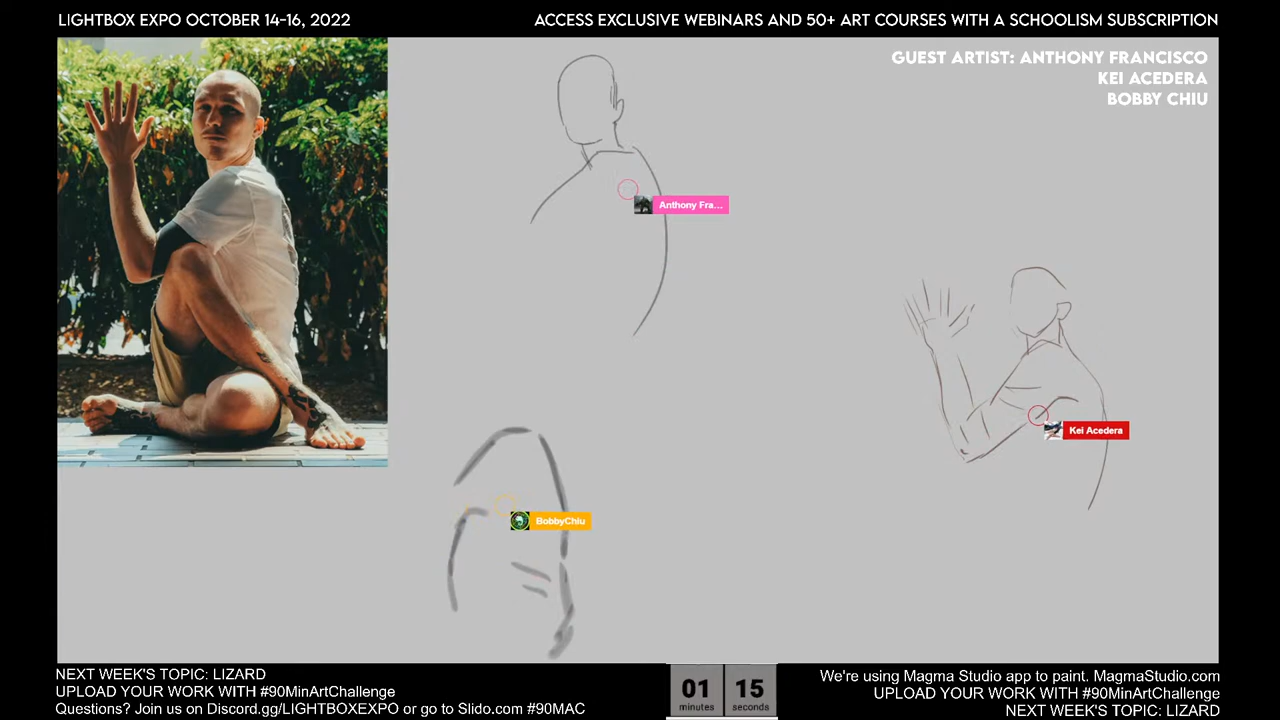 LIGHTBOX EXPO OCTOBER 14-16, 2022
ACCESS EXCLUSIVE WEBINARS AND 50+ ART COURSES WITH A SCHOOLISM SUBSCRIPTION
GUEST ARTIST: ANTHONY FRANCISCO
KEI ACEDERA
BOBBY CHIU
Anthony Fra...
Kei Acedera
BobbyChiu
NEXT WEEK'S TOPIC: LIZARD
UPLOAD YOUR WORK WITH #90MinArtChallenge
Questions? Join us on Discord.gg/LIGHTBOXEXPO or go to Slido.com #90MAC
01 15
minutes seconds
We're using Magma Studio app to paint. MagmaStudio.com
UPLOAD YOUR WORK WITH #90MinArtChallenge
NEXT WEEK'S TOPIC: LIZARD